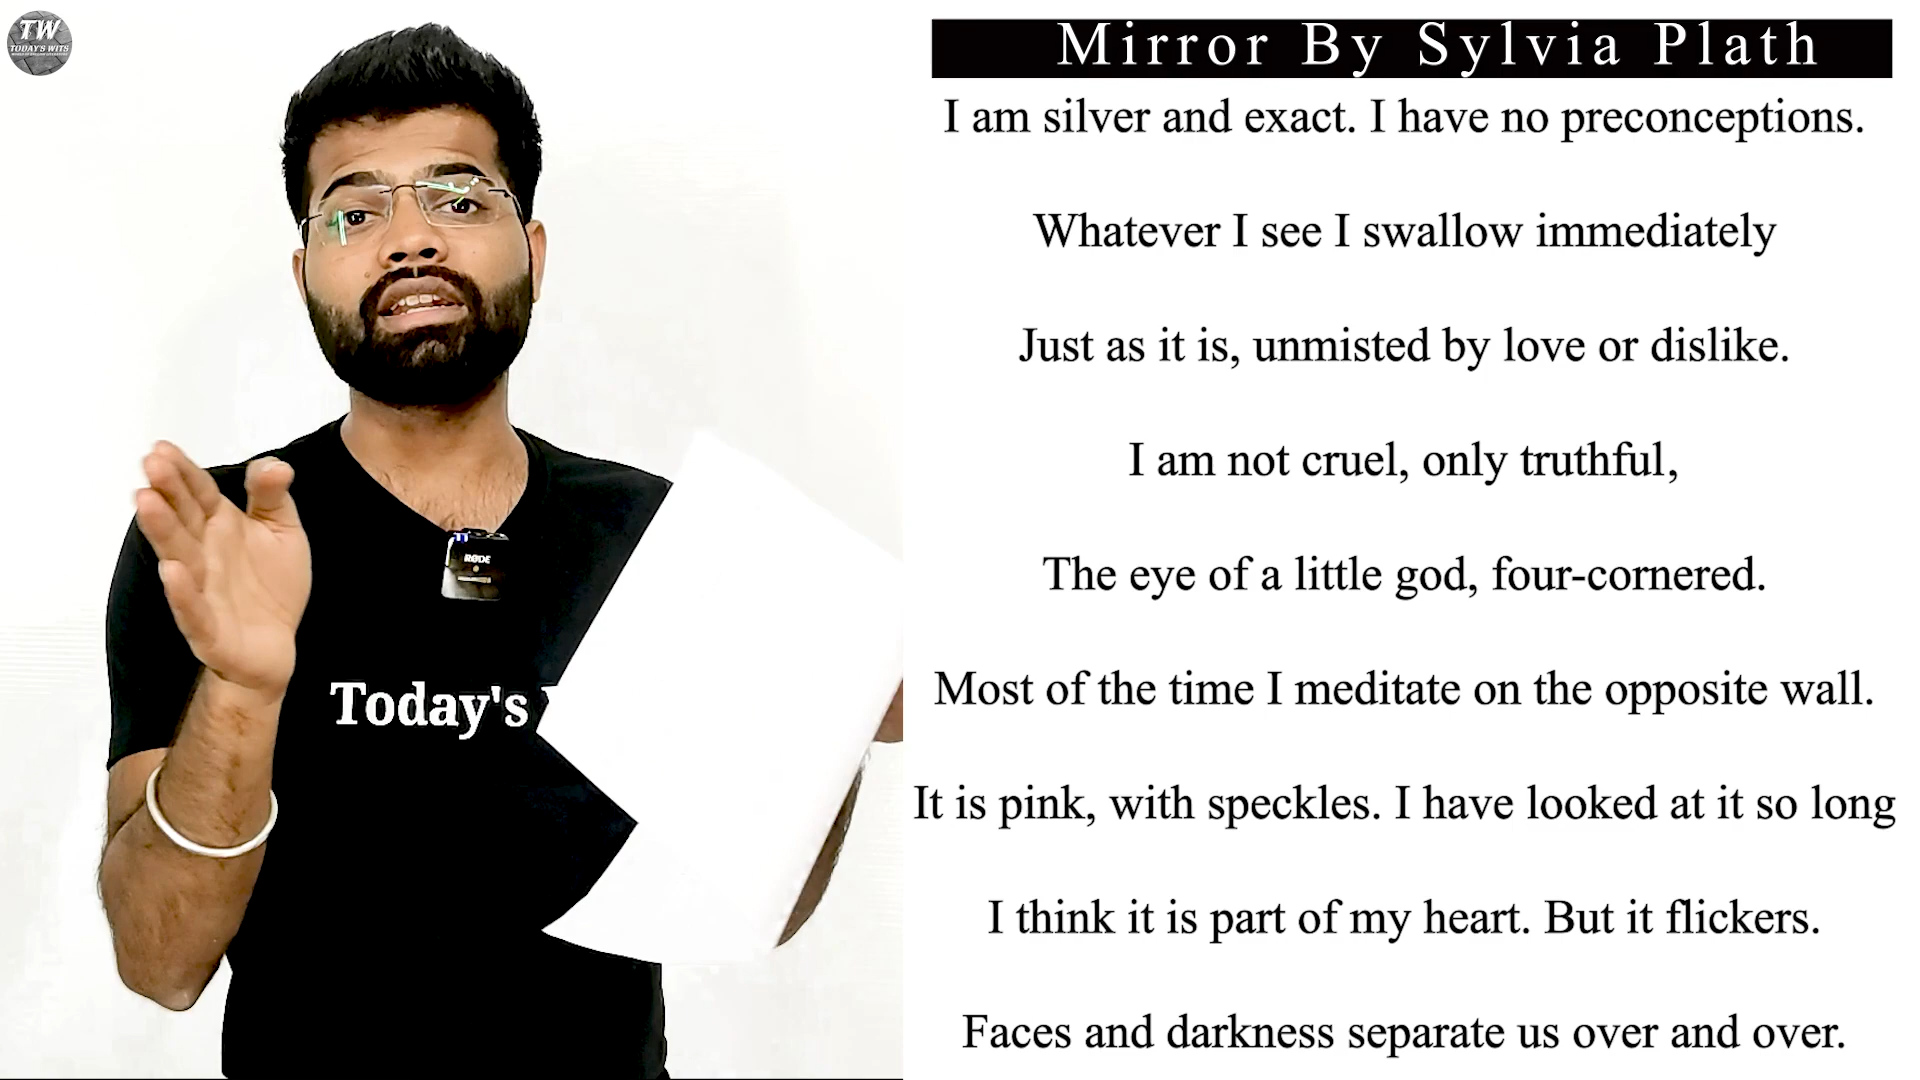 TW
TODAY'S WITS
Mirror By Sylvia Plath
I am silver and exact. I have no preconceptions.
Whatever I see I swallow immediately
Just as it is, unmisted by love or dislike.
I am not cruel, only truthful,
The eye of a little god, four-cornered.
Most of the time I meditate on the opposite wall.
It is pink, with speckles. I have looked at it so long
I think it is part of my heart. But it flickers.
Faces and darkness separate us over and over.
RØDE
Today's